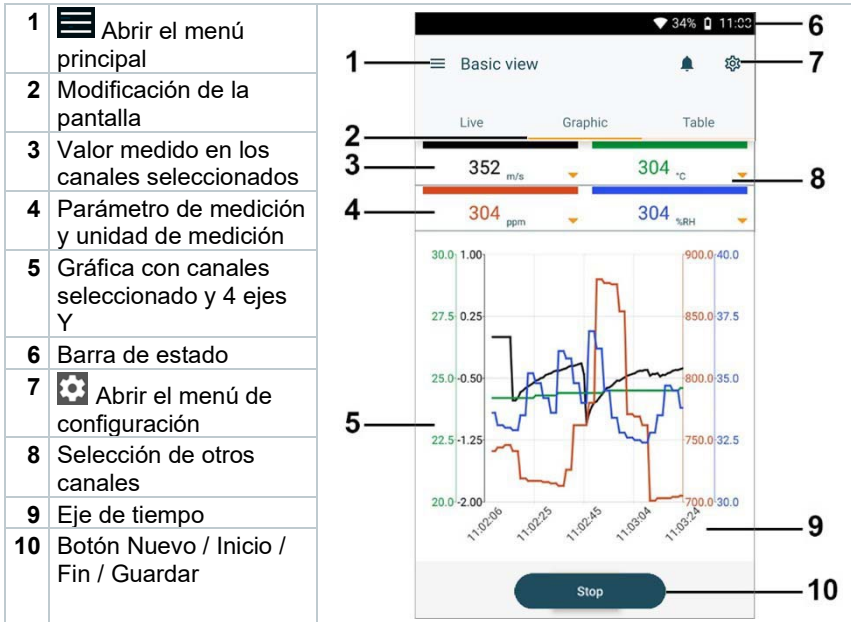 1 Abrir el menú
principal
2 Modificación de la
pantalla
3 Valor medido en los
canales seleccionados
4 Parámetro de medición
y unidad de medición
5 Gráfica con canales
seleccionado y 4 ejes
Y
6 Barra de estado
7 Abrir el menú de
configuración
8 Selección de otros
canales
9 Eje de tiempo
10 Botón Nuevo / Inicio /
Fin / Guardar
34% 11:00 6
1 Basic view 7
Live Graphic Table
2
3 352 m/s 304 °C
8
4 304 ppm 304 %RH
30.0 1.00 900.0 40.0
27.5 0.25 850.0 37.5
25.0 -0.50 800.0 35.0
5
22.5 -1.25 750.0 32.5
20.0 -2.00 700.0 30.0
11:02:06 11:02:25 11:02:45 11:03:04 11:03:24
9
Stop 10